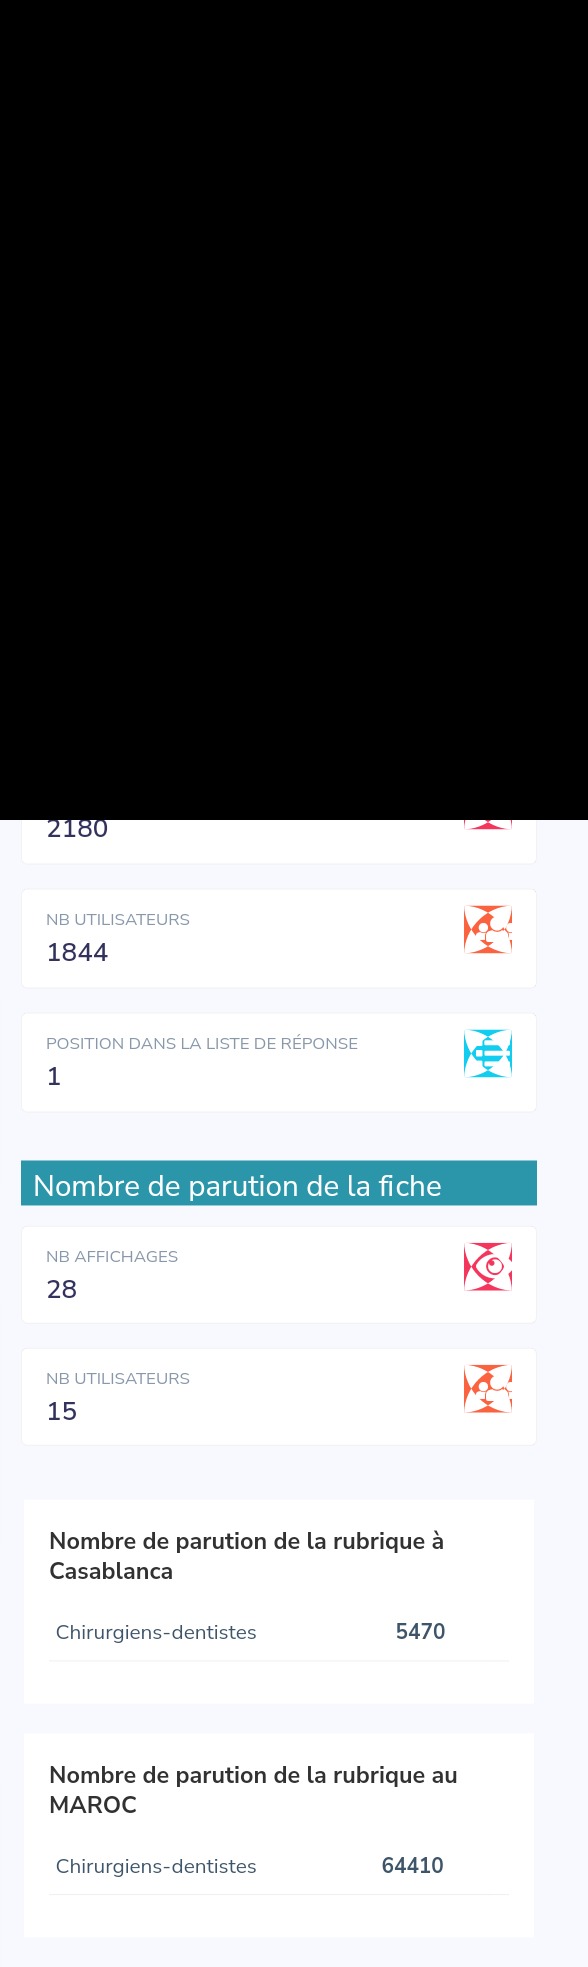 2180
NB UTILISATEURS
1844
POSITION DANS LA LISTE DE RÉPONSE
1
Nombre de parution de la fiche
NB AFFICHAGES
28
NB UTILISATEURS
15
Nombre de parution de la rubrique à
Casablanca
Chirurgiens-dentistes 5470
Nombre de parution de la rubrique au
MAROC
Chirurgiens-dentistes 64410